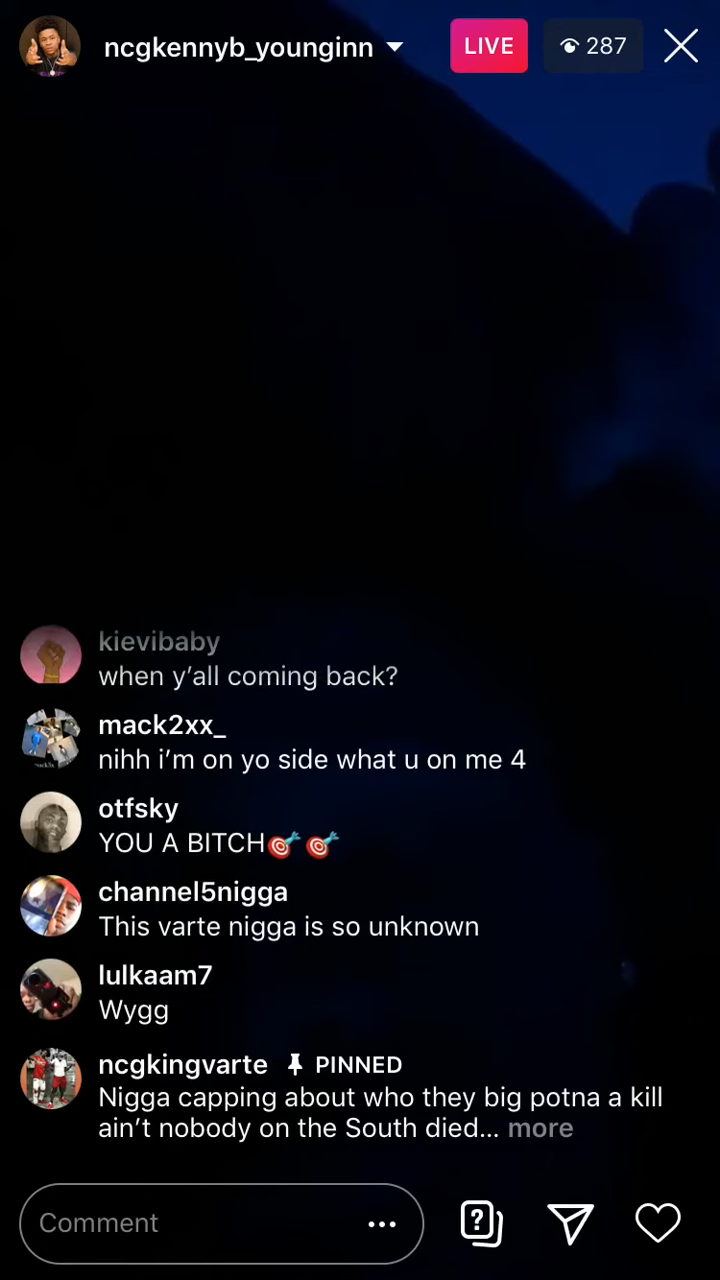 ncgkennyb_younginn
LIVE
287
kievibaby
when y’all coming back?
mack2xx_
nihh i’m on yo side what u on me 4
otfsky
YOU A BITCH🎯 🎯
channel5nigga
This varte nigga is so unknown
lulkaam7
Wygg
ncgkingvarte PINNED
Nigga capping about who they big potna a kill
ain’t nobody on the South died... more
Comment